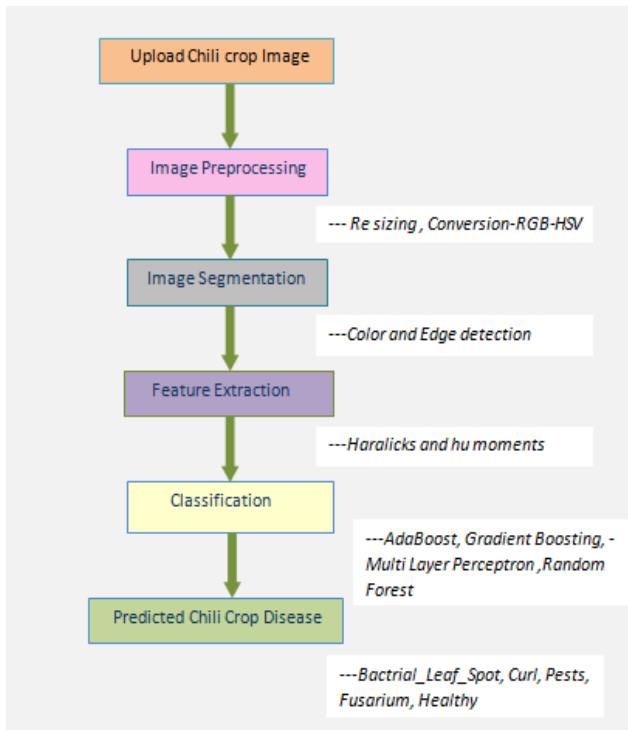 Upload Chili crop Image
Image Preprocessing
--- Re sizing , Conversion-RGB-HSV
Image Segmentation
---Color and Edge detection
Feature Extraction
---Haralicks and hu moments
Classification
---AdaBoost, Gradient Boosting, -
Multi Layer Perceptron ,Random
Forest
Predicted Chili Crop Disease
---Bactrial_Leaf_Spot, Curl, Pests,
Fusarium, Healthy